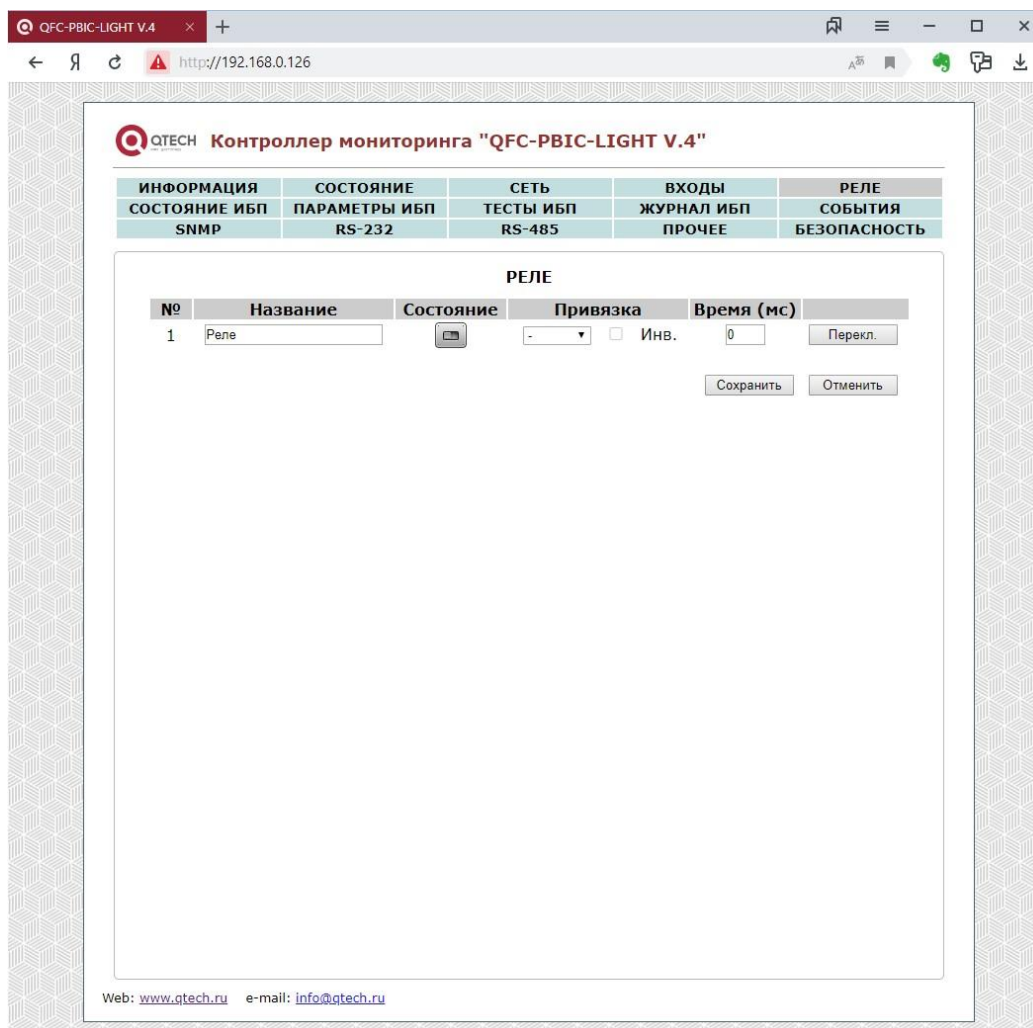 QFC-PBIC-LIGHT V.4
http://192.168.0.126
QTECH Контроллер мониторинга "QFC-PBIC-LIGHT V.4"
ИНФОРМАЦИЯ СОСТОЯНИЕ СЕТЬ ВХОДЫ РЕЛЕ
СОСТОЯНИЕ ИБП ПАРАМЕТРЫ ИБП ТЕСТЫ ИБП ЖУРНАЛ ИБП СОБЫТИЯ
SNMP RS-232 RS-485 ПРОЧЕЕ БЕЗОПАСНОСТЬ
РЕЛЕ
№ Название Состояние Привязка Время (мс)
1 Реле - Инв. 0 Перекл.
Сохранить Отменить
Web: www.qtech.ru e-mail: info@qtech.ru